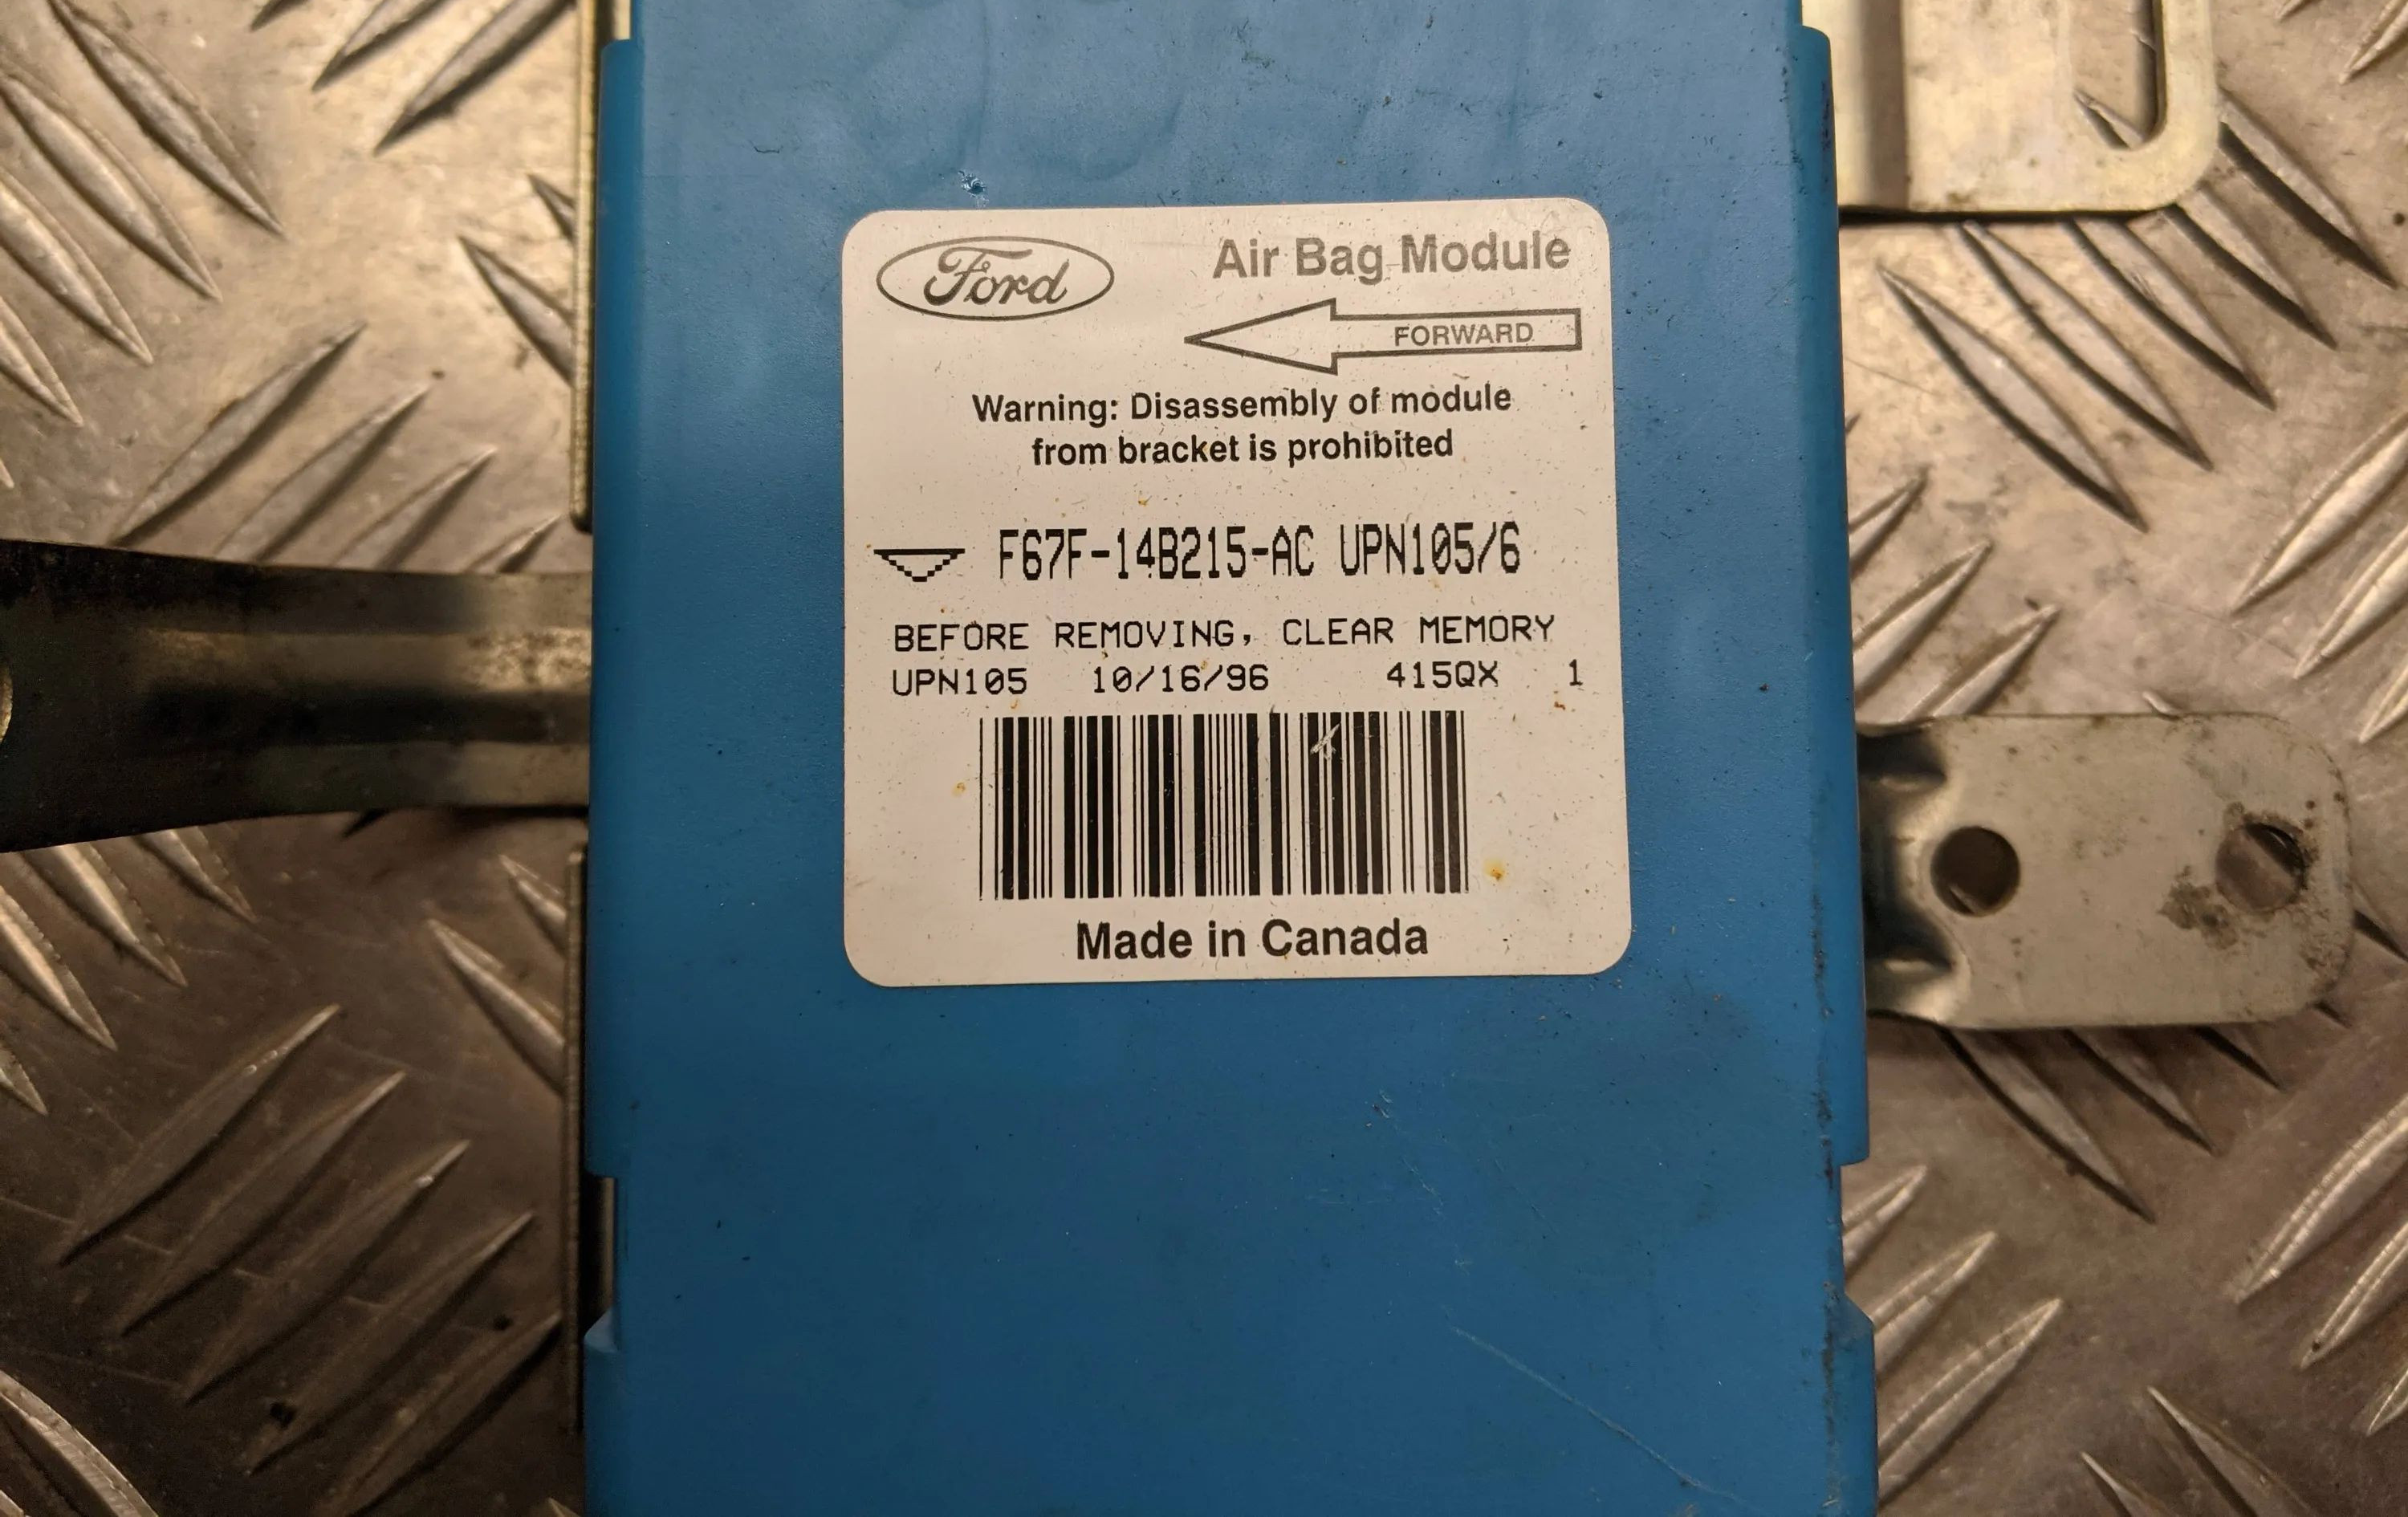 Ford
Air Bag Module
FORWARD
Warning: Disassembly of module
from bracket is prohibited
F67F-14B215-AC UPN105/6
BEFORE REMOVING, CLEAR MEMORY
UPN105 10/16/96 415QX 1
Made in Canada